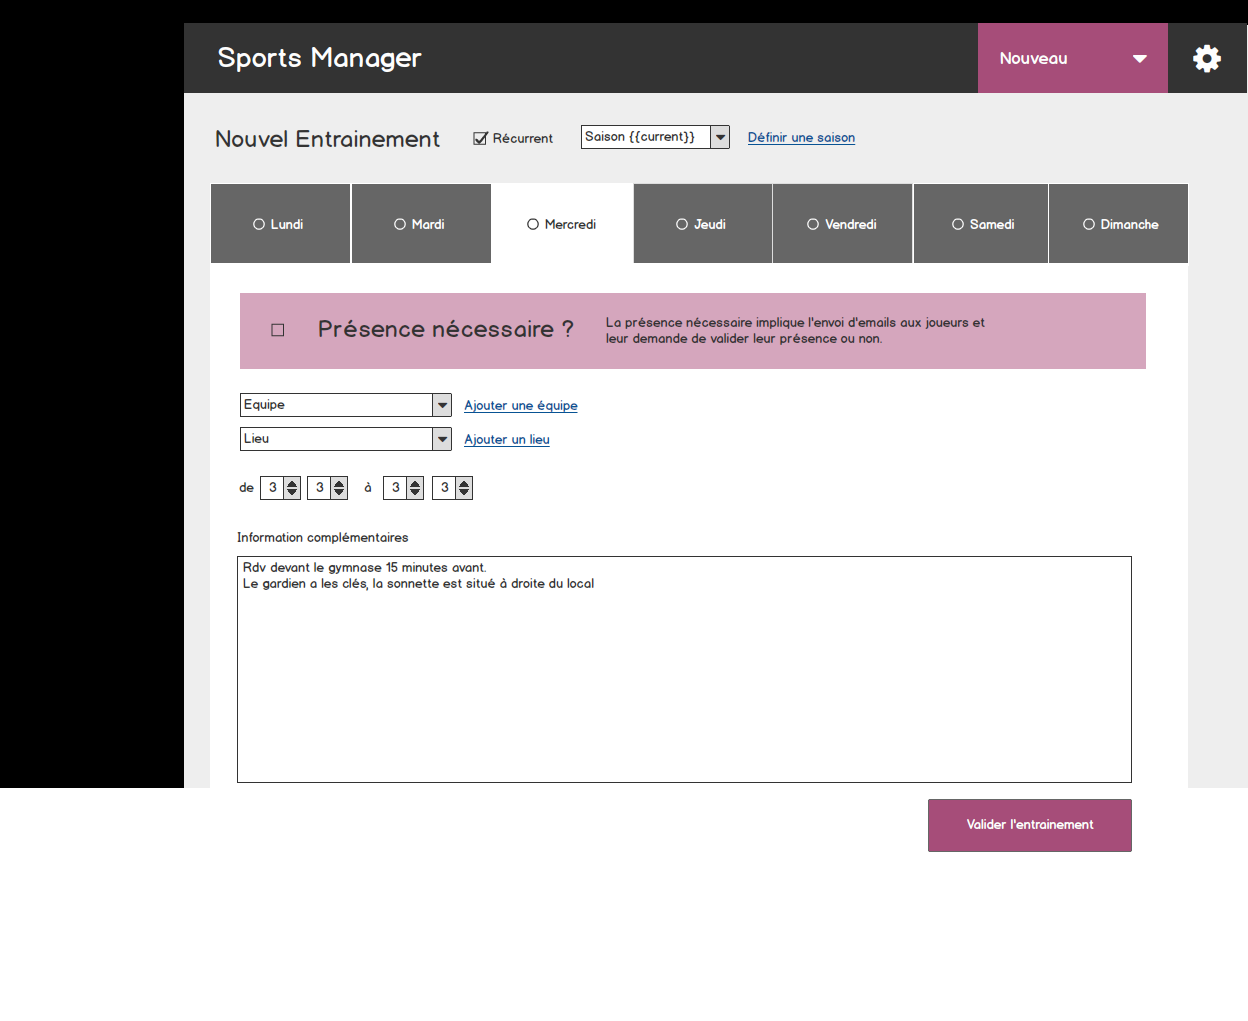 Sports Manager
Nouveau
Nouvel Entrainement
Récurrent
Saison {{current}}
Définir une saison
Lundi
Mardi
Mercredi
Jeudi
Vendredi
Samedi
Dimanche
Présence nécessaire ?
La présence nécessaire implique l'envoi d'emails aux joueurs et
leur demande de valider leur présence ou non.
Equipe
Ajouter une équipe
Lieu
Ajouter un lieu
de 3 3 à 3 3
Information complémentaires
Rdv devant le gymnase 15 minutes avant.
Le gardien a les clés, la sonnette est situé à droite du local
Valider l'entrainement